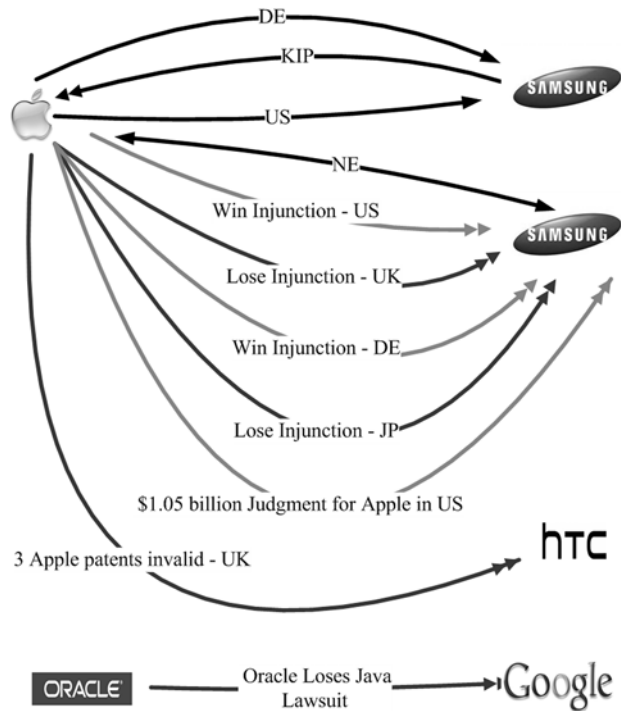 DE
KIP
SAMSUNG
US
NE
Win Injunction - US
SAMSUNG
Lose Injunction - UK
Win Injunction - DE
Lose Injunction - JP
$1.05 billion Judgment for Apple in US
hTC
3 Apple patents invalid - UK
Oracle Loses Java
Lawsuit
ORACLE
Google